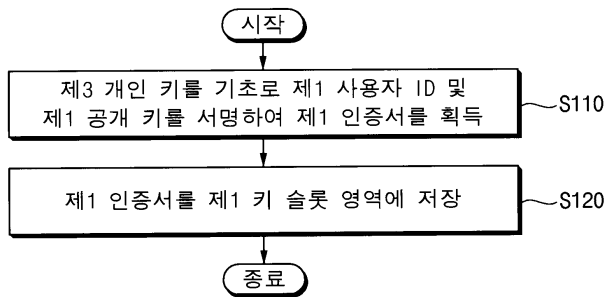 시작
제3 개인 키를 기초로 제1 사용자 ID 및
제1 공개 키를 서명하여 제1 인증서를 획득
S110
제1 인증서를 제1 키 슬롯 영역에 저장
S120
종료